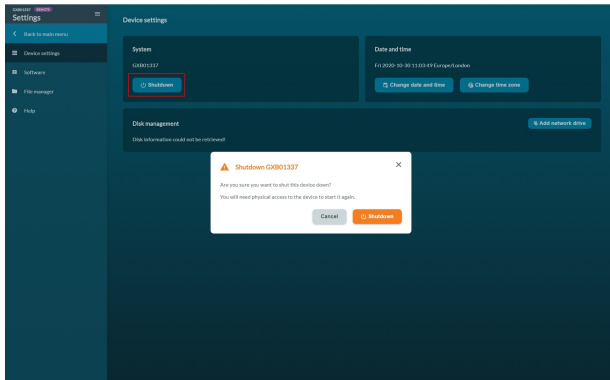 GXB01337 REMOTE
Settings
Back to main menu
Device settings
Software
File manager
Help
Device settings
System
GXB01337
Shutdown
Date and time
Fri 2020-10-30 11:03:49 Europe/London
Change date and time
Change time zone
Disk management
Add network drive
Disk information could not be retrieved!
Shutdown GXB01337
Are you sure you want to shut this device down?
You will need physical access to the device to start it again.
Cancel
Shutdown